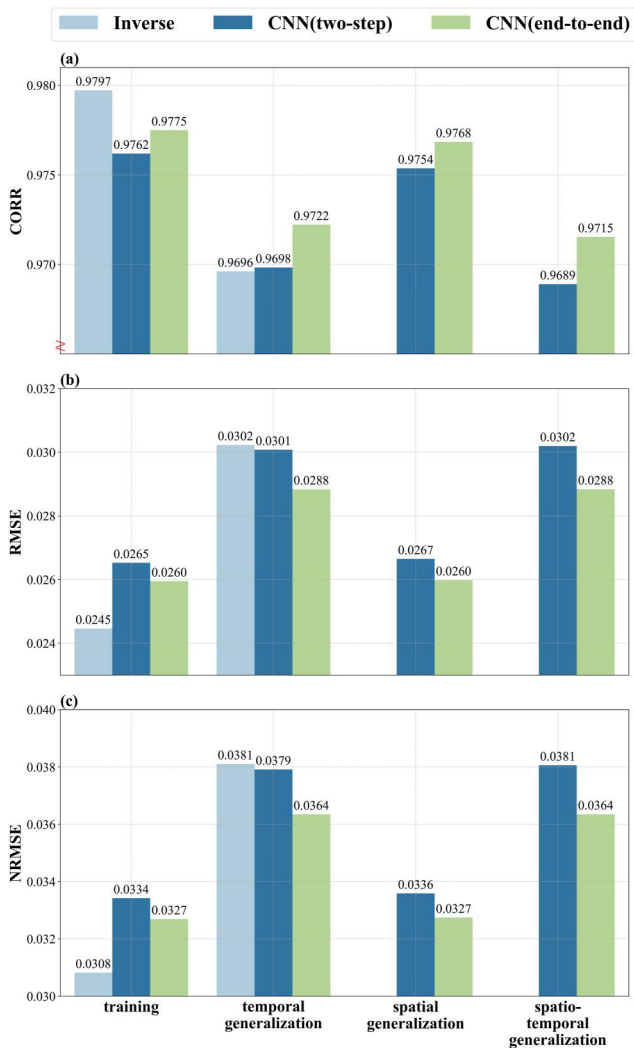 Inverse CNN(two-step) CNN(end-to-end)
(a)
CORR
0.980
0.975
0.970
0.9797
0.9762
0.9775
0.9696
0.9698
0.9722
0.9754
0.9768
0.9689
0.9715
(b)
RMSE
0.032
0.030
0.028
0.026
0.024
0.0245
0.0265
0.0260
0.0302
0.0301
0.0288
0.0267
0.0260
0.0302
0.0288
(c)
NRMSE
0.040
0.038
0.036
0.034
0.032
0.030
0.0308
0.0334
0.0327
0.0381
0.0379
0.0364
0.0336
0.0327
0.0381
0.0364
training
temporal
generalization
spatial
generalization
spatio-
temporal
generalization